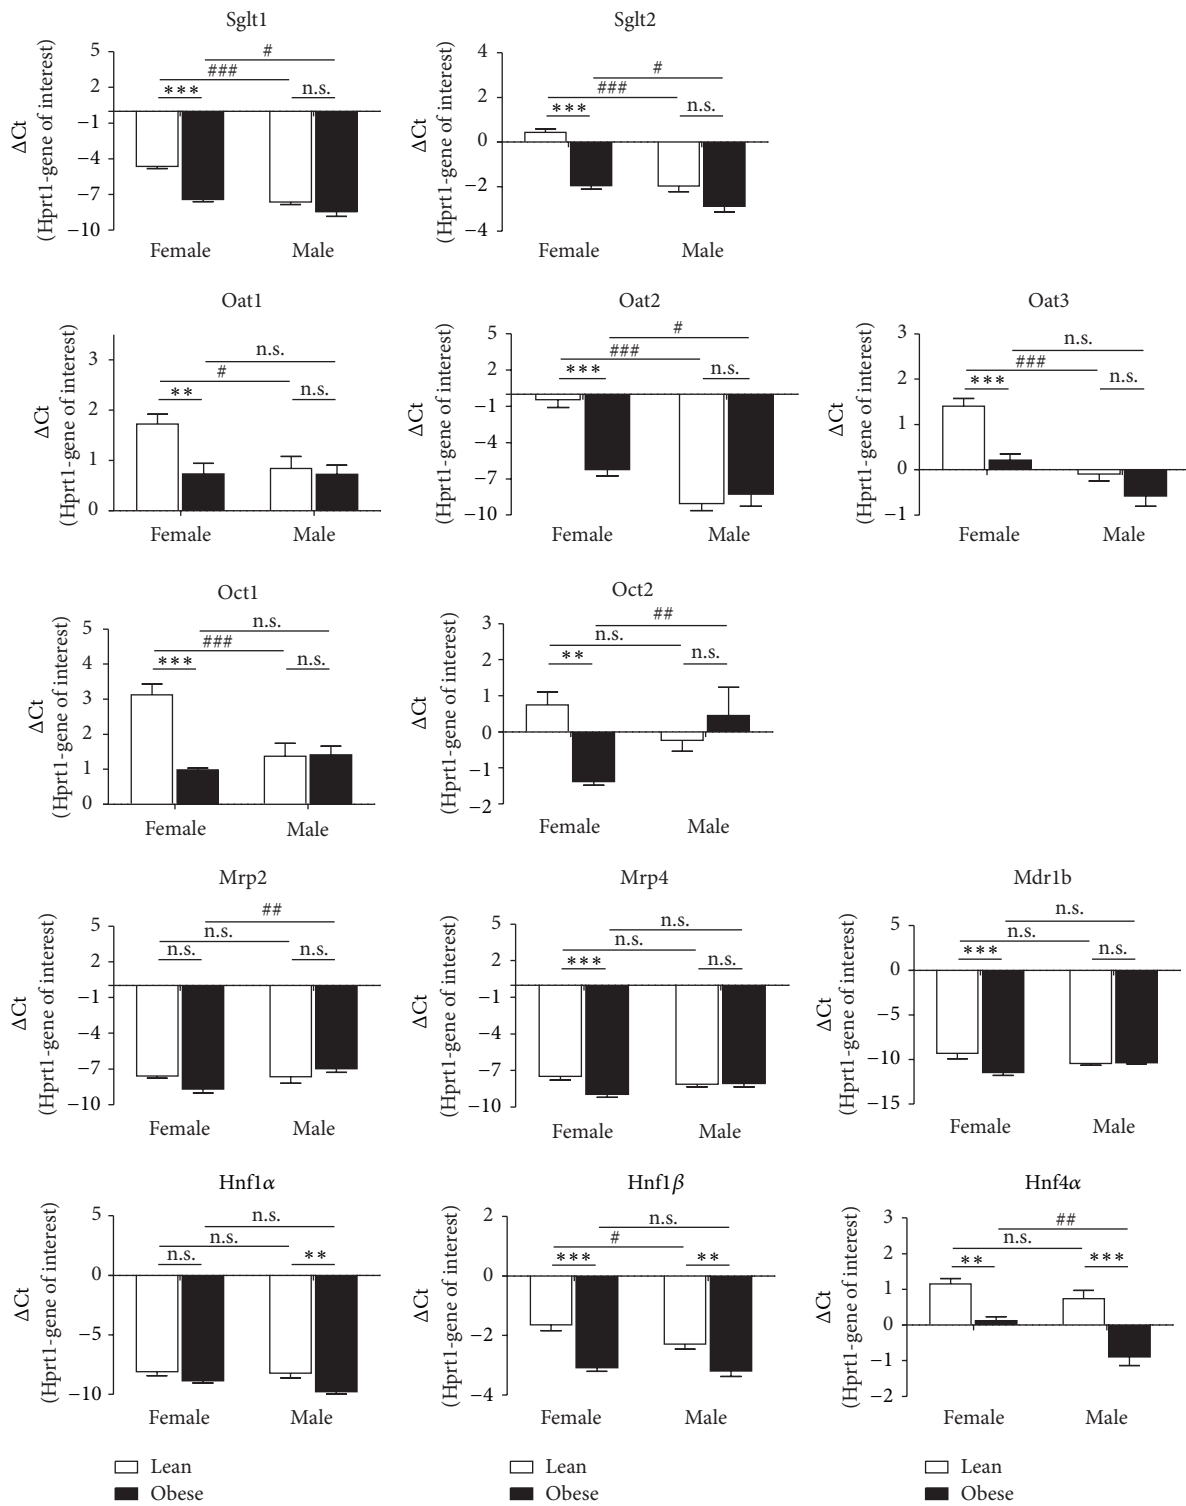 Sglt1
ΔCt
(Hprt1-gene of interest)
5
2
−1
−4
−7
−10
#
###
***
n.s.
Female
Male
Sglt2
ΔCt
(Hprt1-gene of interest)
4
2
0
−2
−4
#
###
***
n.s.
Female
Male
Oat1
ΔCt
(Hprt1-gene of interest)
3
2
1
0
n.s.
#
**
n.s.
Female
Male
Oat2
ΔCt
(Hprt1-gene of interest)
5
2
−1
−4
−7
−10
#
###
***
n.s.
Female
Male
Oat3
ΔCt
(Hprt1-gene of interest)
3
2
1
0
−1
n.s.
###
***
n.s.
Female
Male
Oct1
ΔCt
(Hprt1-gene of interest)
5
4
3
2
1
0
n.s.
###
***
n.s.
Female
Male
Oct2
ΔCt
(Hprt1-gene of interest)
3
2
1
0
−1
−2
##
n.s.
**
n.s.
Female
Male
Mrp2
ΔCt
(Hprt1-gene of interest)
5
2
−1
−4
−7
−10
##
n.s.
n.s.
n.s.
Female
Male
Mrp4
ΔCt
(Hprt1-gene of interest)
5
2
−1
−4
−7
−10
n.s.
n.s.
***
n.s.
Female
Male
Mdr1b
ΔCt
(Hprt1-gene of interest)
5
0
−5
−10
−15
n.s.
n.s.
***
n.s.
Female
Male
Hnf1α
ΔCt
(Hprt1-gene of interest)
5
0
−5
−10
n.s.
n.s.
n.s.
**
Female
Male
Hnf1β
ΔCt
(Hprt1-gene of interest)
2
0
−2
−4
n.s.
#
***
**
Female
Male
Hnf4α
ΔCt
(Hprt1-gene of interest)
3
2
1
0
−1
−2
##
n.s.
**
***
Female
Male
Lean
Obese
Lean
Obese
Lean
Obese